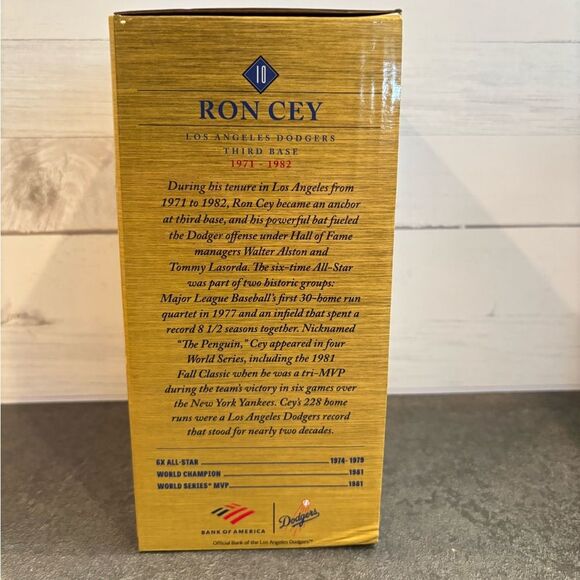 10
RON CEY
LOS ANGELES DODGERS
THIRD BASE
1971 - 1982
During his tenure in Los Angeles from
1971 to 1982, Ron Cey became an anchor
at third base, and his powerful bat fueled
the Dodger offense under Hall of Fame
managers Walter Alston and
Tommy Lasorda. The six-time All-Star
was part of two historic groups:
Major League Baseball's first 30-home run
quartet in 1977 and an infield that spent a
record 8 1/2 seasons together. Nicknamed
"The Penguin," Cey appeared in four
World Series, including the 1981
Fall Classic when he was a tri-MVP
during the team's victory in six games over
the New York Yankees. Cey's 228 home
runs were a Los Angeles Dodgers record
that stood for nearly two decades.
6X ALL-STAR 1974-1979
WORLD CHAMPION 1981
WORLD SERIES® MVP 1981
BANK OF AMERICA Dodgers
Official Bank of the Los Angeles Dodgers™